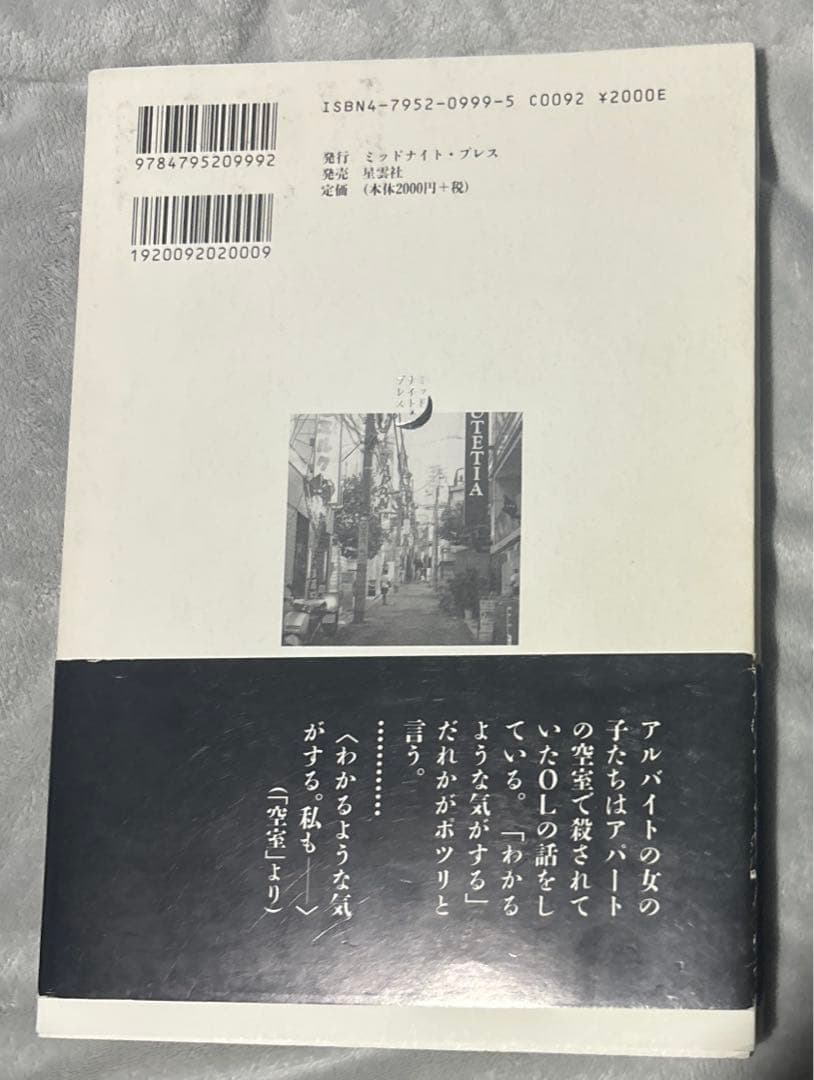 ISBN4-7952-0999-5 C0092 ¥2000E
9784795209992
発行 ミッドナイト・プレス
発売 星雲社
定価 (本体2000円+税)
1920092020009
ミッド
ナイト・
プレス
ミルク
UTETIA
アルバイトの女の
子たちはアパート
の空室で殺されて
いたOLの話をし
ている。「わかる
ような気がする」
だれかがポツリと
言う。
…………
〈わかるような気
がする。私も――〉
(「空室」より)